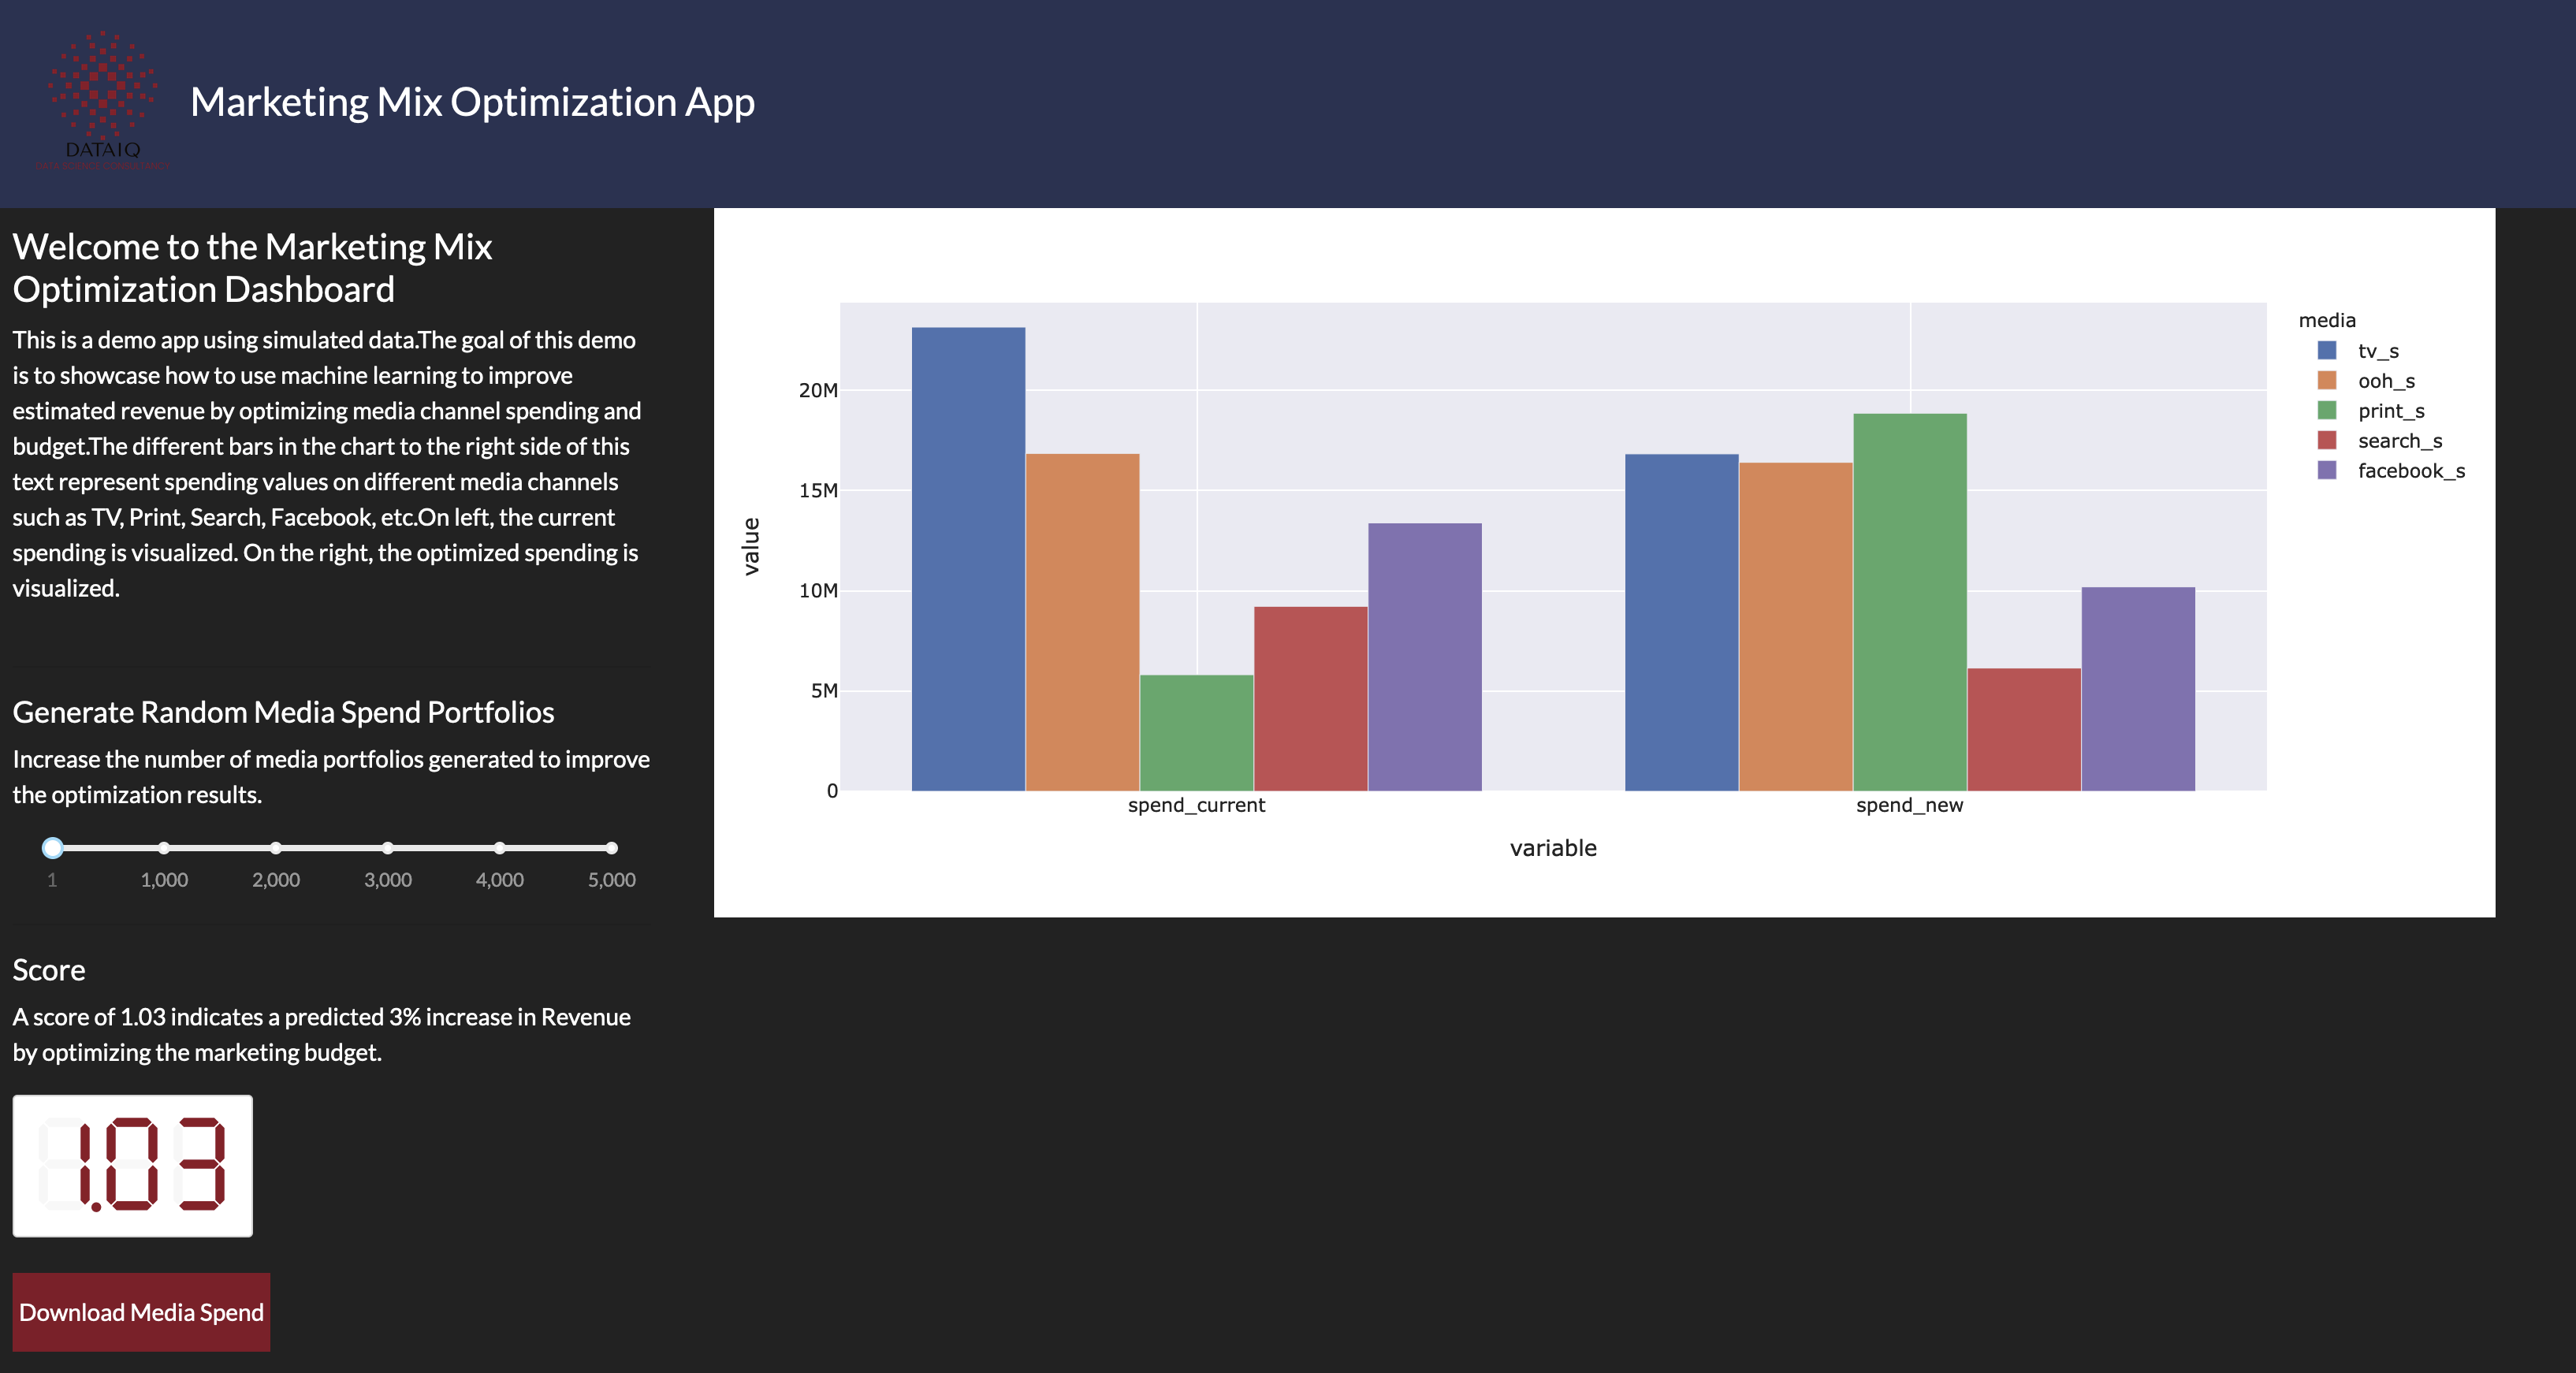 DATAIQ
DATA SCIENCE CONSULTANCY
Marketing Mix Optimization App
Welcome to the Marketing Mix
Optimization Dashboard
This is a demo app using simulated data.The goal of this demo
is to showcase how to use machine learning to improve
estimated revenue by optimizing media channel spending and
budget.The different bars in the chart to the right side of this
text represent spending values on different media channels
such as TV, Print, Search, Facebook, etc.On left, the current
spending is visualized. On the right, the optimized spending is
visualized.
Generate Random Media Spend Portfolios
Increase the number of media portfolios generated to improve
the optimization results.
1 1,000 2,000 3,000 4,000 5,000
Score
A score of 1.03 indicates a predicted 3% increase in Revenue
by optimizing the marketing budget.
1.03
Download Media Spend
value
20M
15M
10M
5M
0
spend_current spend_new
variable
media
tv_s
ooh_s
print_s
search_s
facebook_s